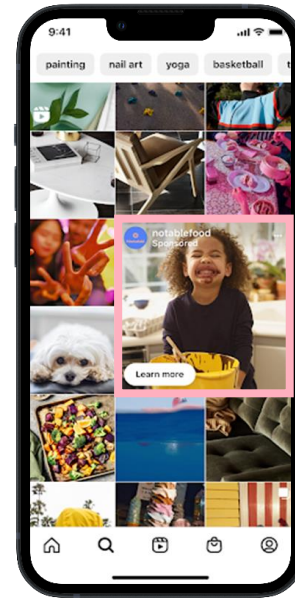 9:41
painting nail art yoga basketball t
notablefood
Sponsored
Learn more